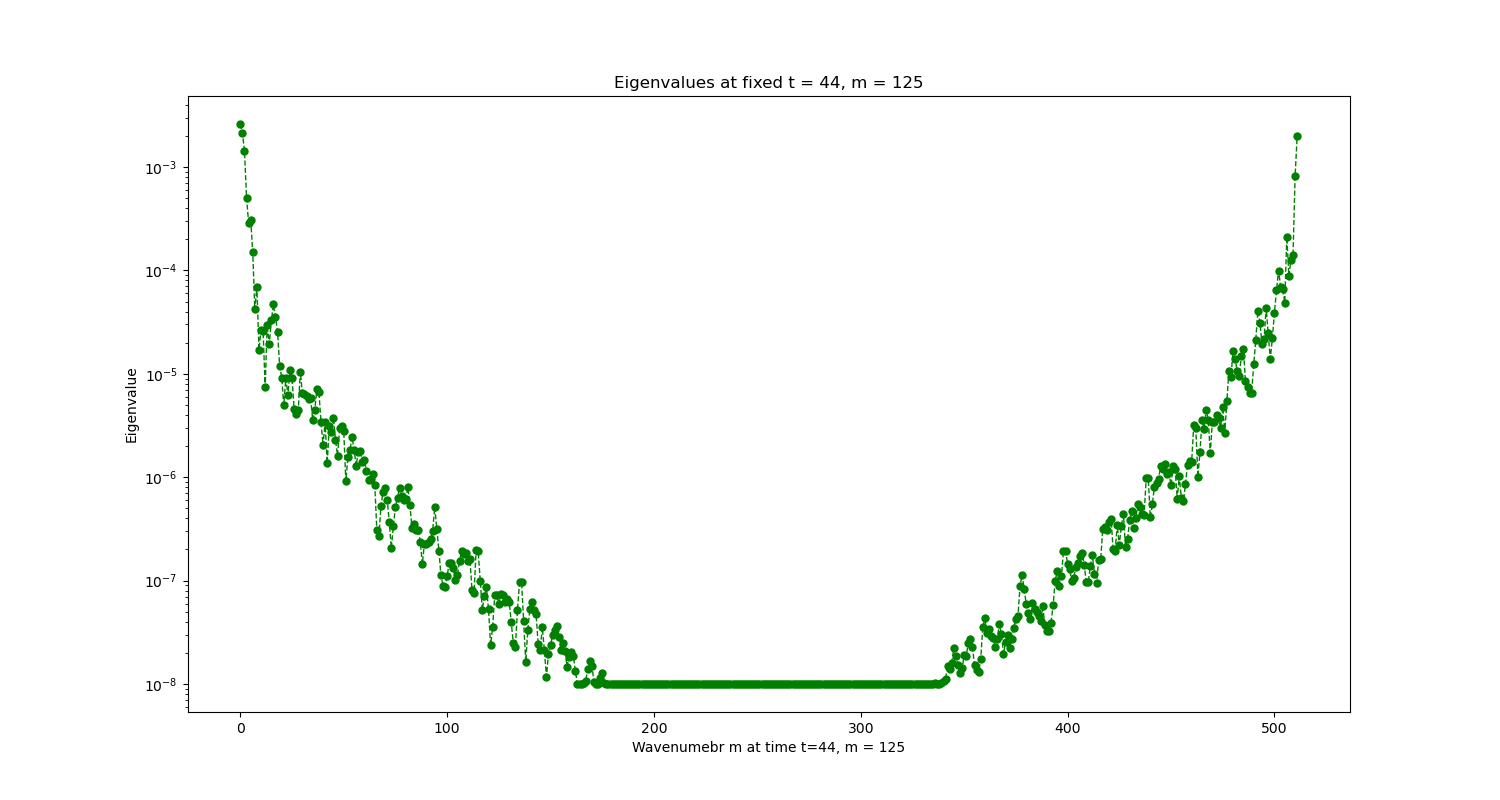 Eigenvalues at fixed t = 44, m = 125
Eigenvalue
10⁻³
10⁻⁴
10⁻⁵
10⁻⁶
10⁻⁷
10⁻⁸
0 100 200 300 400 500
Wavenumebr m at time t=44, m = 125